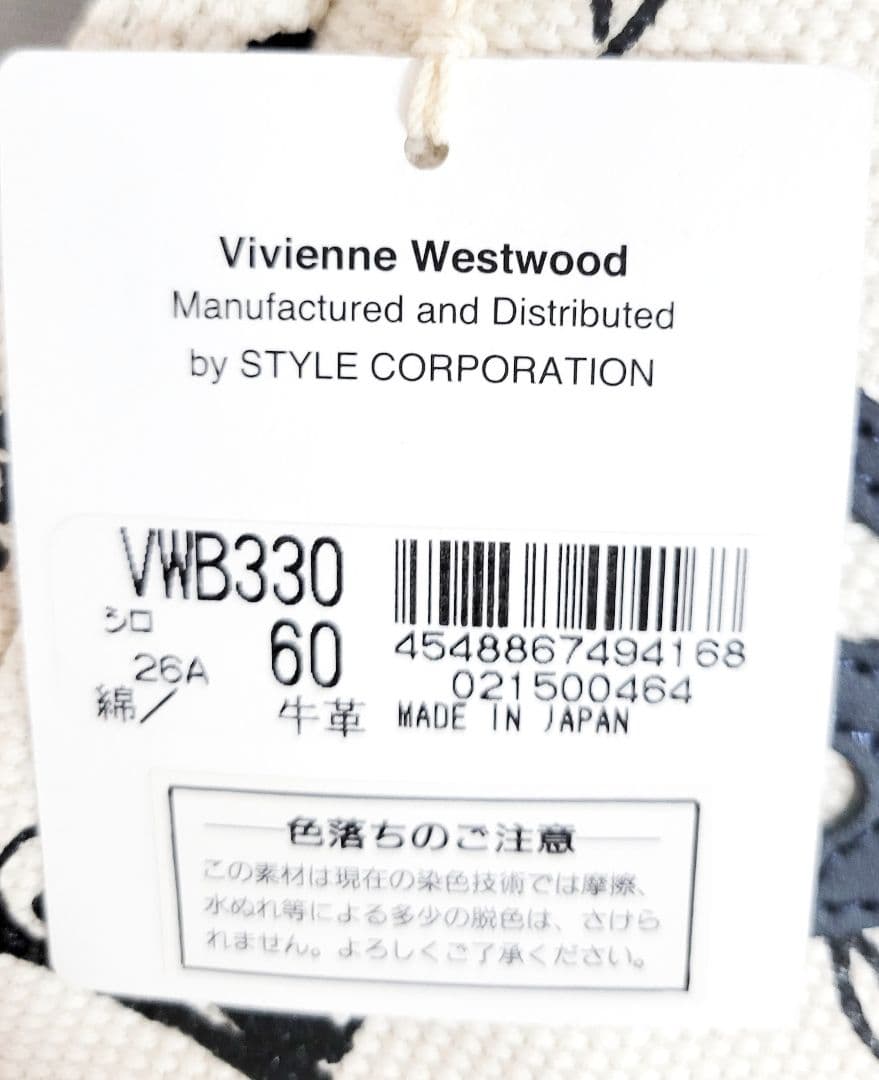 Vivienne Westwood
Manufactured and Distributed
by STYLE CORPORATION
VWB330
シロ 60
26A
綿／ 牛革
4548867494168
021500464
MADE IN JAPAN
色落ちのご注意
この素材は現在の染色技術では摩擦、
水ぬれ等による多少の脱色は、さけら
れません。よろしくご了承ください。